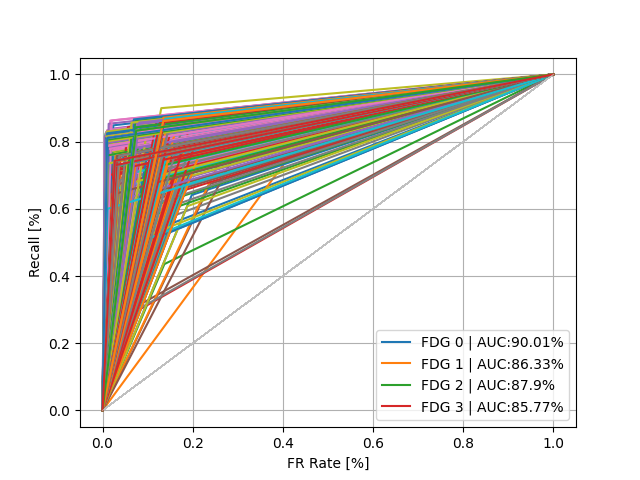 1.0
0.8
0.6
0.4
0.2
0.0
Recall [%]
0.0 0.2 0.4 0.6 0.8 1.0
FR Rate [%]
FDG 0 | AUC:90.01%
FDG 1 | AUC:86.33%
FDG 2 | AUC:87.9%
FDG 3 | AUC:85.77%